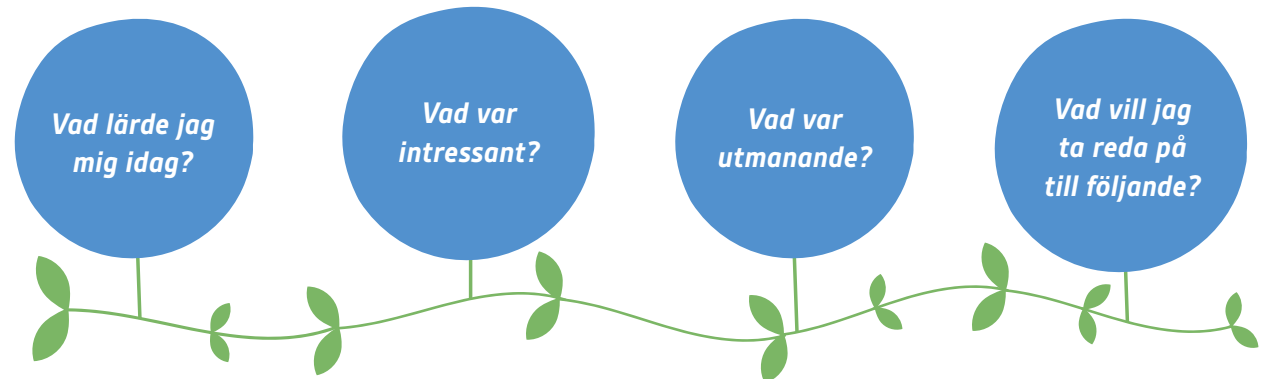 Vad lärde jag
mig idag?
Vad var
intressant?
Vad var
utmanande?
Vad vill jag
ta reda på
till följande?